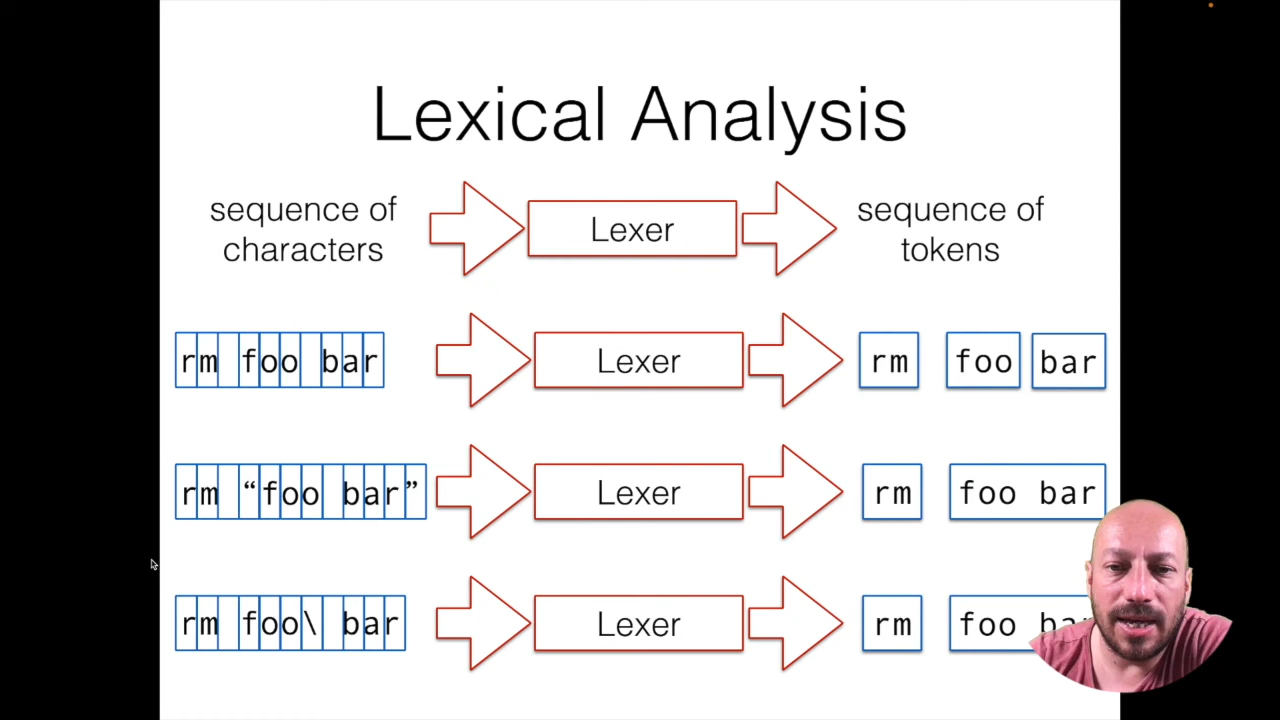 Lexical Analysis
sequence of
characters
Lexer
sequence of
tokens
rm foo bar
Lexer
rm foo bar
rm “foo bar”
Lexer
rm foo bar
rm foo\ bar
Lexer
rm foo